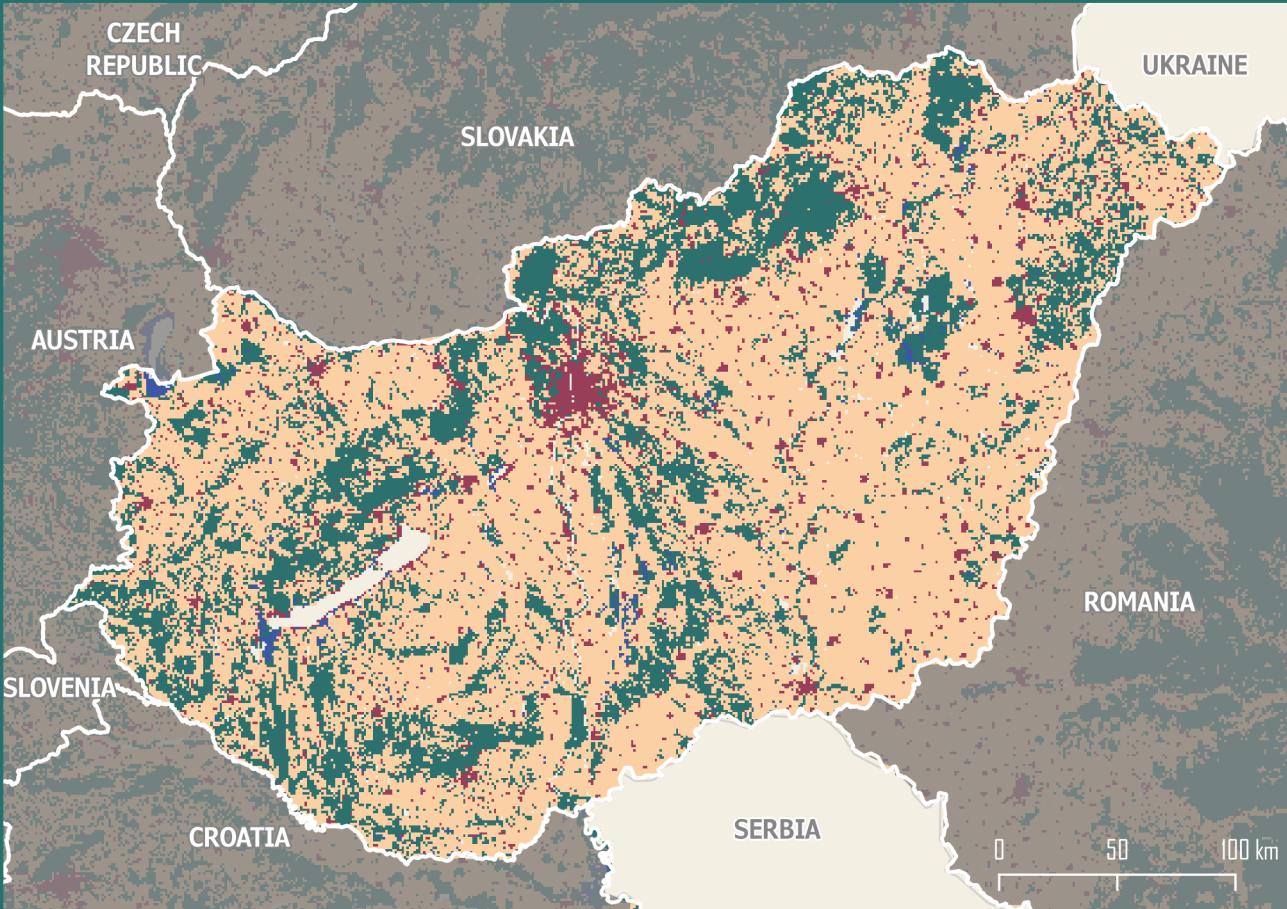 CZECH
REPUBLIC
UKRAINE
SLOVAKIA
AUSTRIA
ROMANIA
SLOVENIA
CROATIA
SERBIA
0 50 100 km